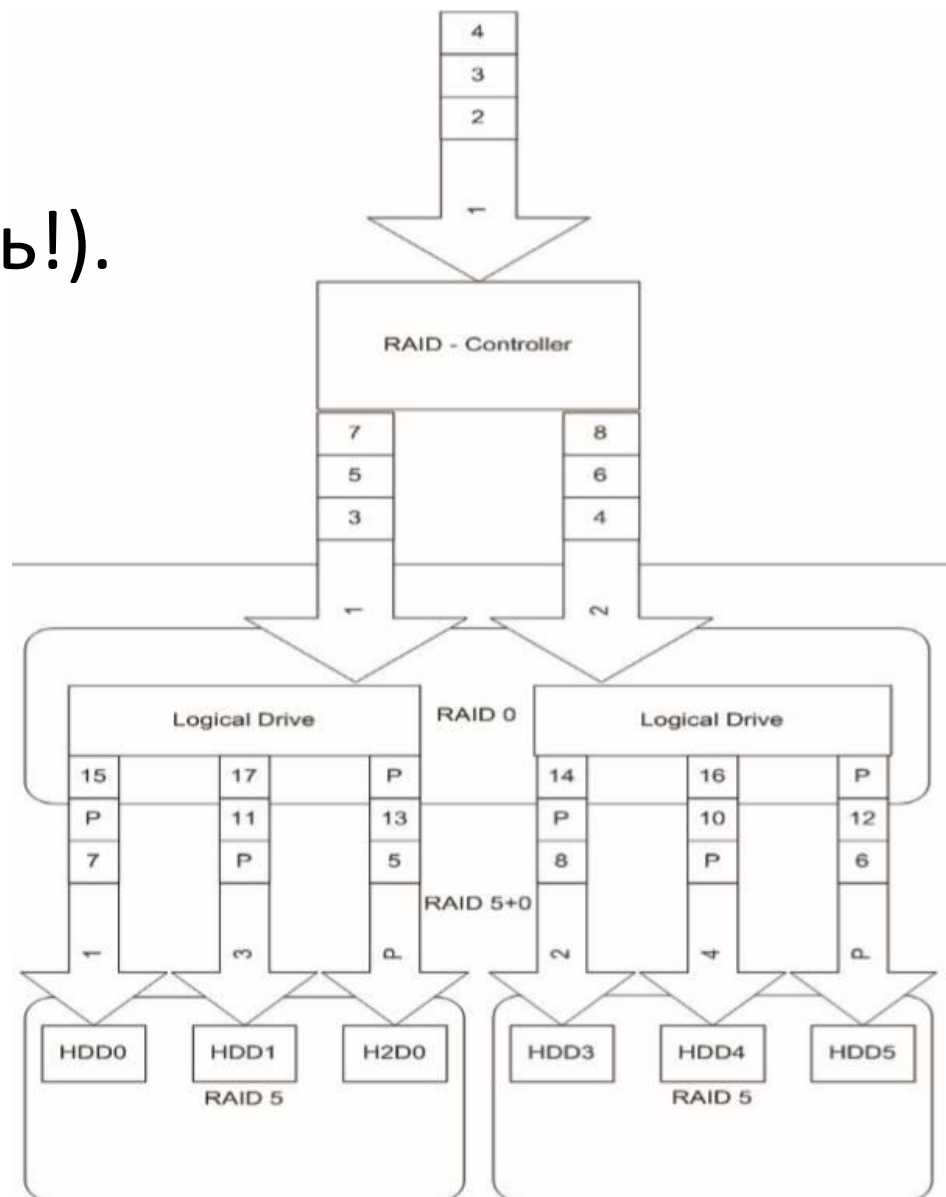 4
3
2
1
ь!).
RAID - Controller
7 8
5 6
3 4
1 2
Logical Drive RAID 0 Logical Drive
15 17 P 14 16 P
P 11 13 P 10 12
7 P 5 8 P 6
RAID 5+0
1 3 P 2 4 P
HDD0 HDD1 H2D0 HDD3 HDD4 HDD5
RAID 5 RAID 5